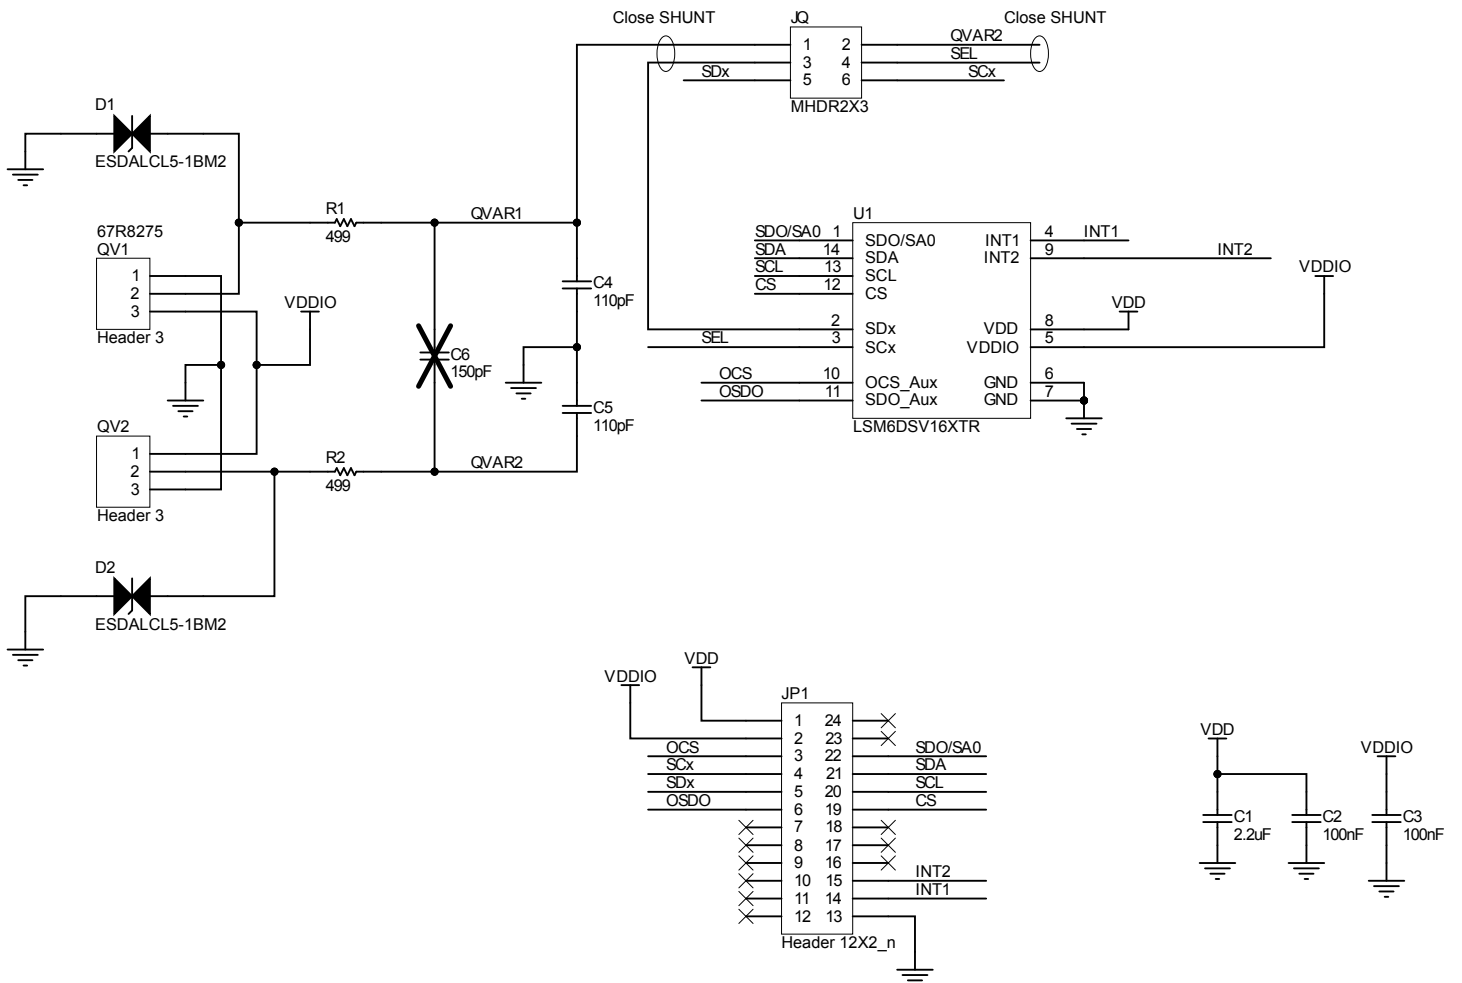 Close SHUNT
JQ
Close SHUNT
1 2 QVAR2
3 4 SEL
SDx 5 6 SCx
MHDR2X3
D1
ESDALCL5-1BM2
R1
499
QVAR1
67R8275
QV1
1
2
3
Header 3
VDDIO
C4
110pF
C6
150pF
C5
110pF
QV2
1
2
3
Header 3
R2
499
QVAR2
D2
ESDALCL5-1BM2
U1
SDO/SA0 1 SDO/SA0 INT1 4 INT1
SDA 14 SDA INT2 9 INT2
SCL 13 SCL
CS 12 CS
VDDIO
VDD
2 SDx VDD 8
SEL 3 SCx VDDIO 5
OCS 10 OCS_Aux GND 6
OSDO 11 SDO_Aux GND 7
LSM6DSV16XTR
VDD
VDDIO
JP1
1 24
2 23
OCS 3 22 SDO/SA0
SCx 4 21 SDA
SDx 5 20 SCL
OSDO 6 19 CS
7 18
8 17
9 16
10 15 INT2
11 14 INT1
12 13
Header 12X2_n
VDD
VDDIO
C1
2.2uF
C2
100nF
C3
100nF